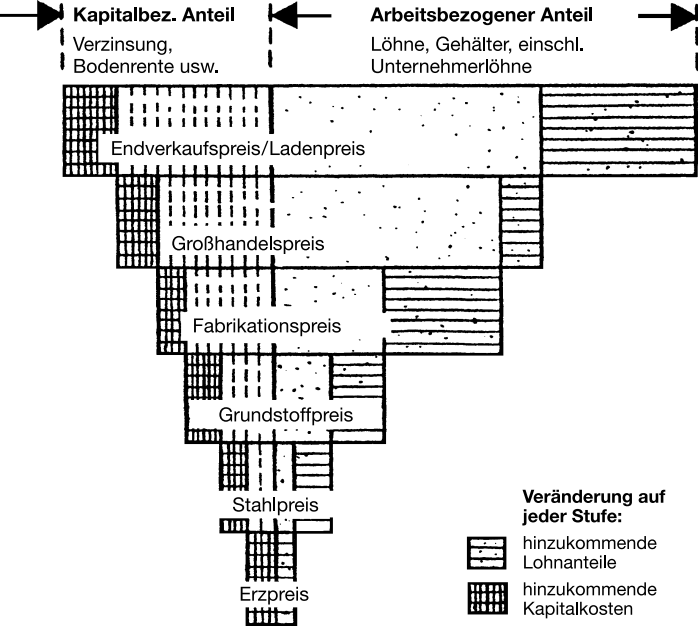 Kapitalbez. Anteil
Verzinsung,
Bodenrente usw.
Arbeitsbezogener Anteil
Löhne, Gehälter, einschl.
Unternehmerlöhne
Endverkaufspreis/Ladenpreis
Großhandelspreis
Fabrikationspreis
Grundstoffpreis
Stahlpreis
Erzpreis
Veränderung auf
jeder Stufe:
hinzukommende
Lohnanteile
hinzukommende
Kapitalkosten